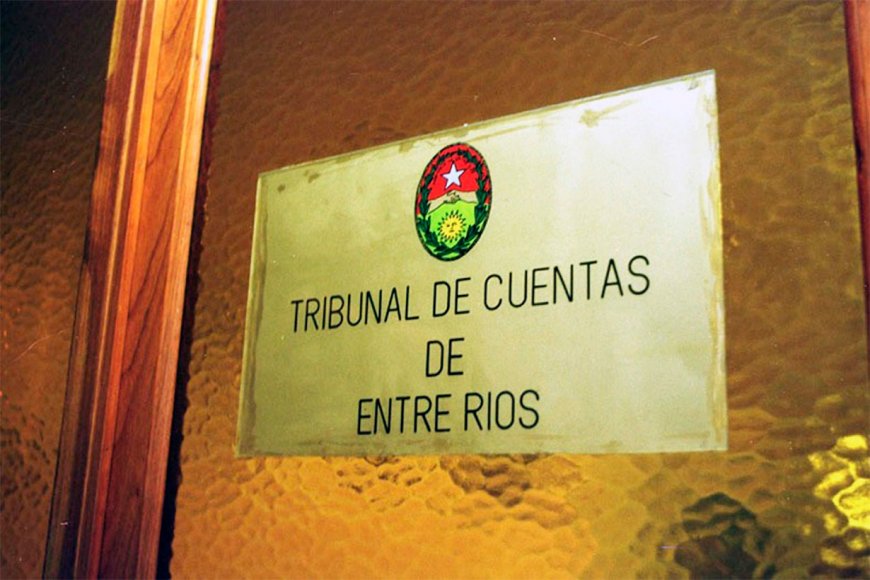 TRIBUNAL DE CUENTAS
DE
ENTRE RIOS